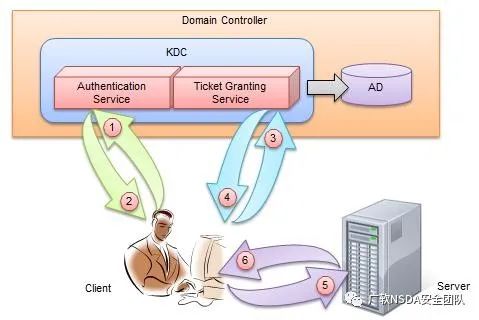 Domain Controller
KDC
Authentication
Service
Ticket Granting
Service
AD
1
3
2
4
6
5
Client
Server
广软NSDA安全团队